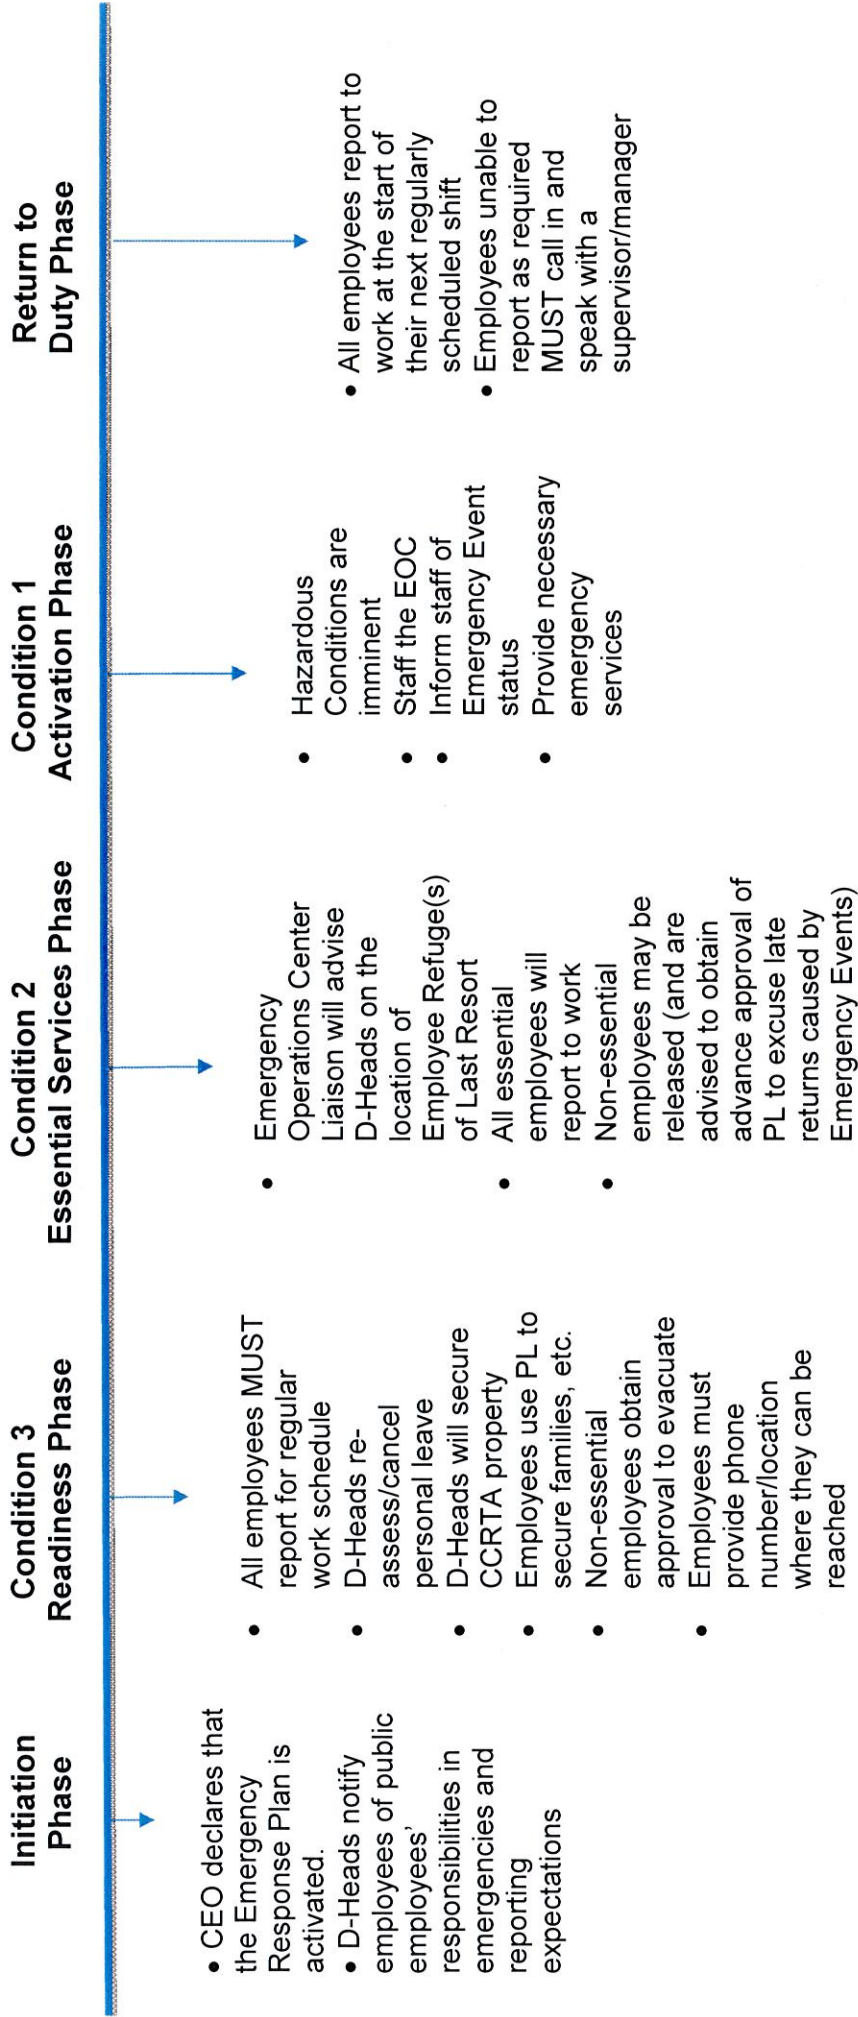 Initiation
Phase
• CEO declares that
the Emergency
Response Plan is
activated.
• D-Heads notify
employees of public
employees’
responsibilities in
emergencies and
reporting
expectations
Condition 3
Readiness Phase
• All employees MUST
report for regular
work schedule
• D-Heads re-
assess/cancel
personal leave
• D-Heads will secure
CCRTA property
• Employees use PL to
secure families, etc.
• Non-essential
employees obtain
approval to evacuate
• Employees must
provide phone
number/location
where they can be
reached
Condition 2
Essential Services Phase
• Emergency
Operations Center
Liaison will advise
D-Heads on the
location of
Employee Refuge(s)
of Last Resort
• All essential
employees will
report to work
• Non-essential
employees may be
released (and are
advised to obtain
advance approval of
PL to excuse late
returns caused by
Emergency Events)
Condition 1
Activation Phase
• Hazardous
Conditions are
imminent
• Staff the EOC
• Inform staff of
Emergency Event
status
• Provide necessary
emergency
services
Return to
Duty Phase
• All employees report to
work at the start of
their next regularly
scheduled shift
• Employees unable to
report as required
MUST call in and
speak with a
supervisor/manager